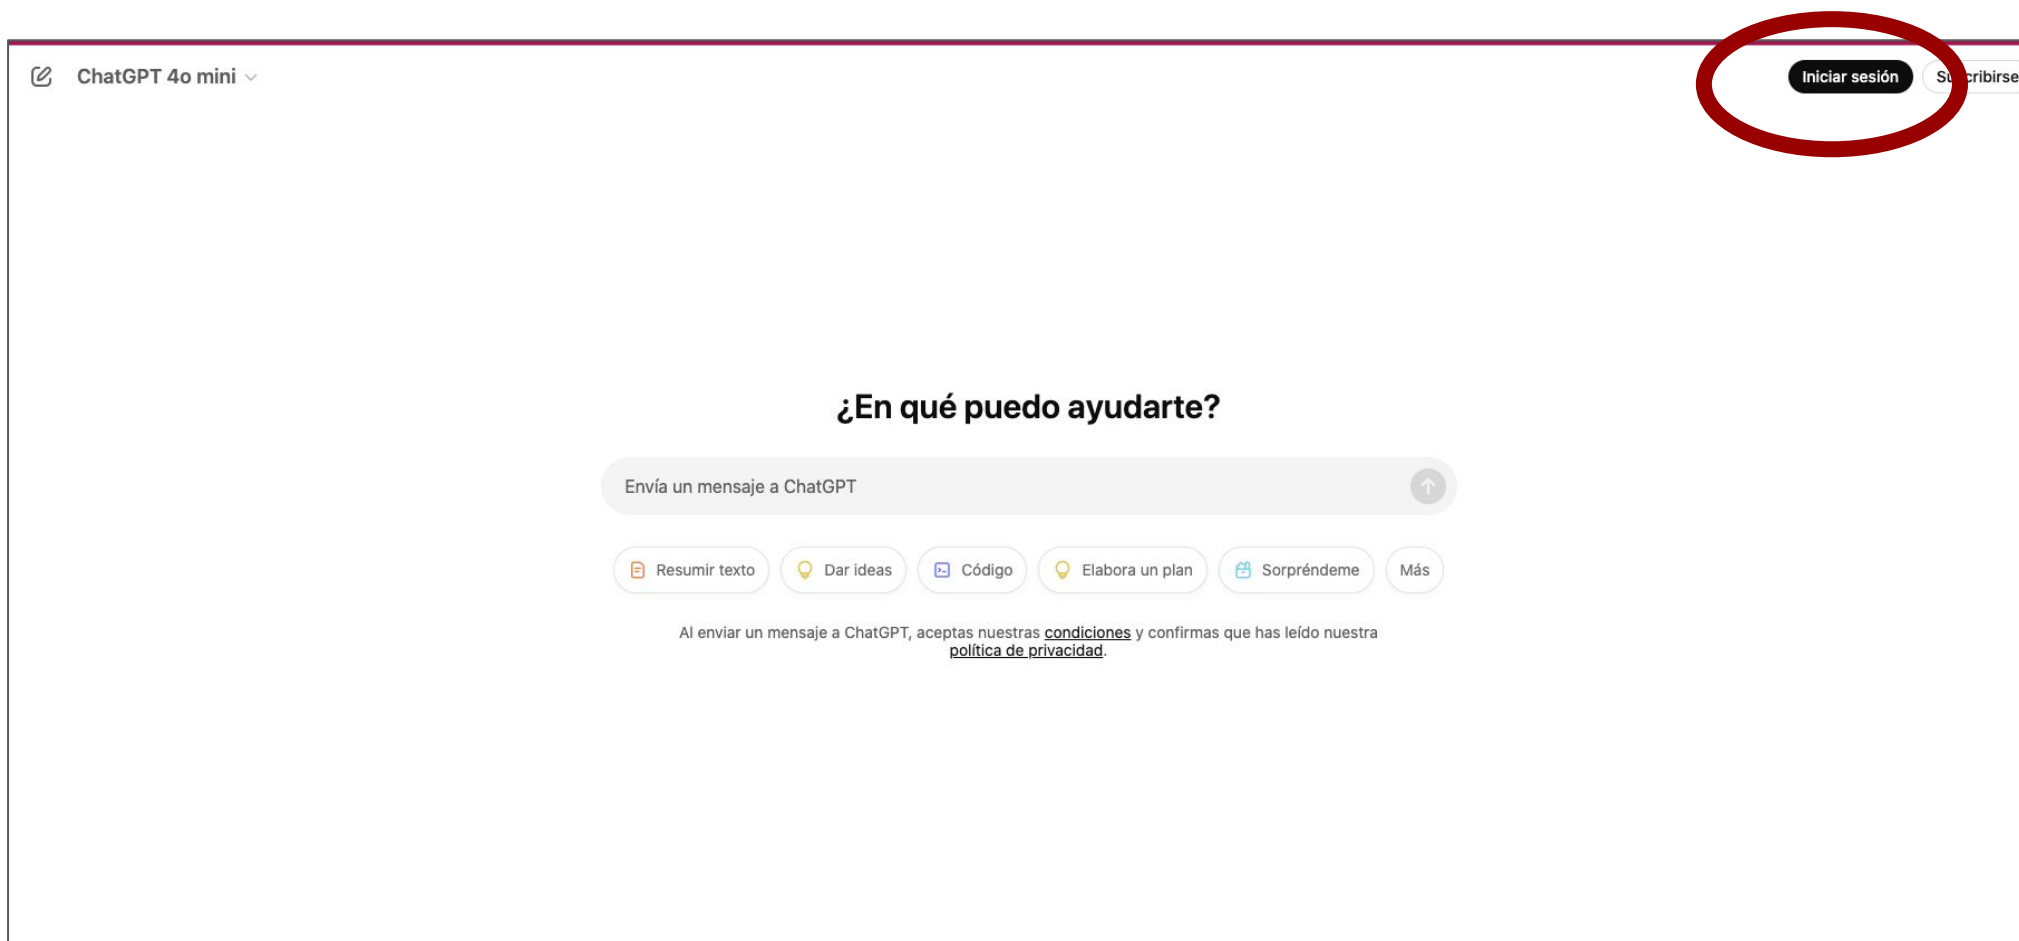 ChatGPT 4o mini
Iniciar sesión
Suscribirse
¿En qué puedo ayudarte?
Envía un mensaje a ChatGPT
Resumir texto
Dar ideas
Código
Elabora un plan
Sorpréndeme
Más
Al enviar un mensaje a ChatGPT, aceptas nuestras condiciones y confirmas que has leído nuestra
política de privacidad.